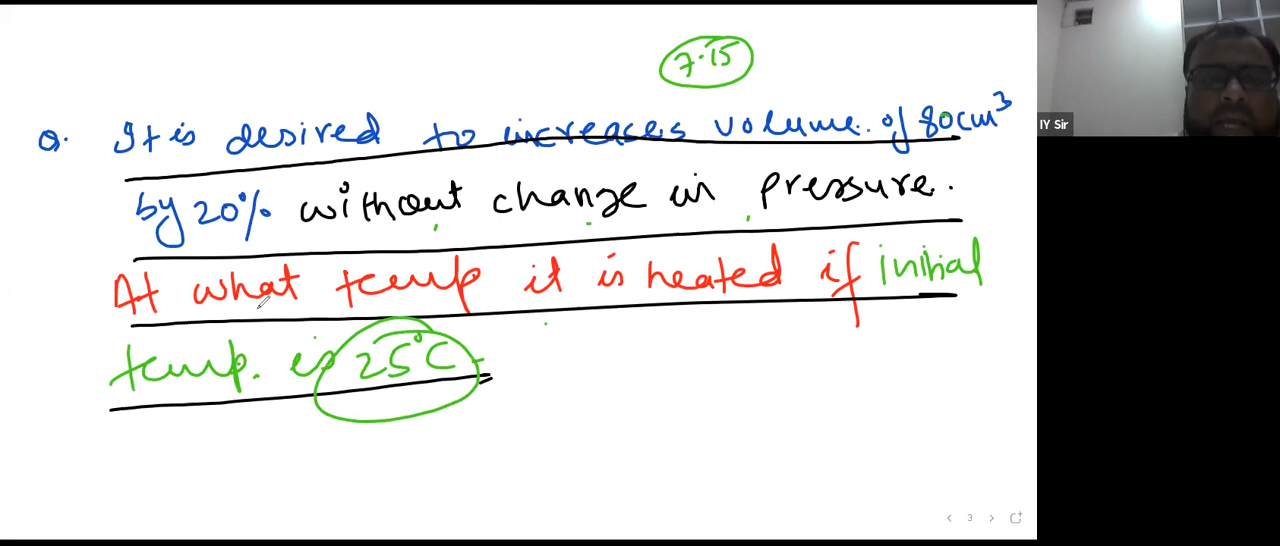 7.15
Q. It is desired to increases volume. of 80cm³
by 20% without change in pressure.
IY Sir
At what temp it is heated if initial
temp. is 25°C
3